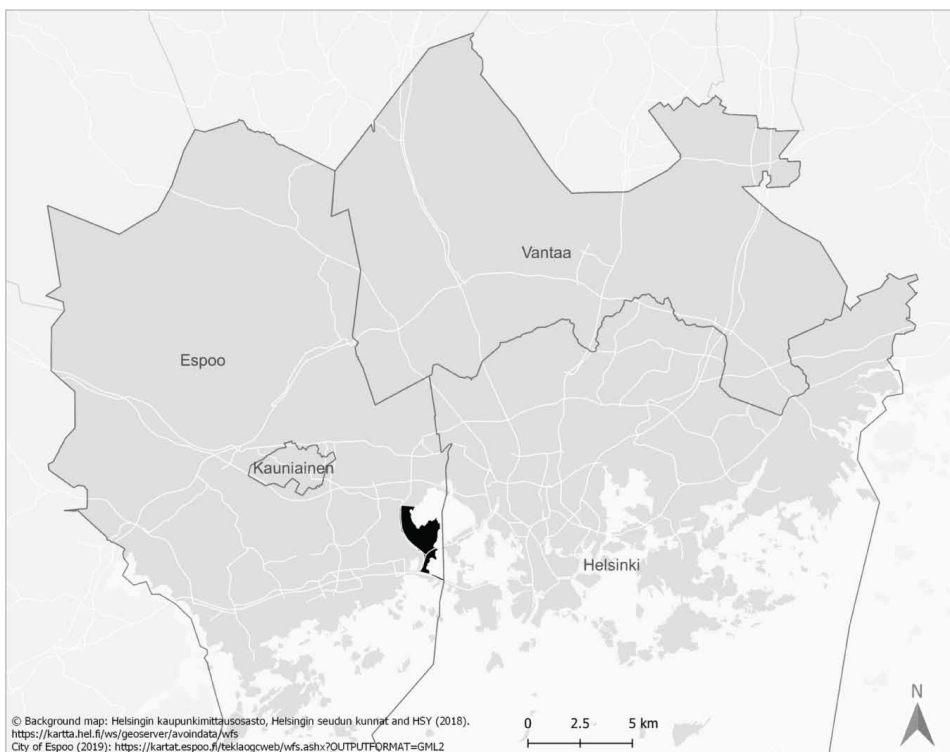 Vantaa
Espoo
Kauniainen
Helsinki
N
© Background map: Helsingin kaupunkimittausosasto, Helsingin seudun kunnat and HSY (2018).
https://kartta.hel.fi/ws/geoserver/avoindata/wfs
City of Espoo (2019): https://kartat.espoo.fi/teklaogcweb/wfs.ashx?OUTPUTFORMAT=GML2
0 2.5 5 km